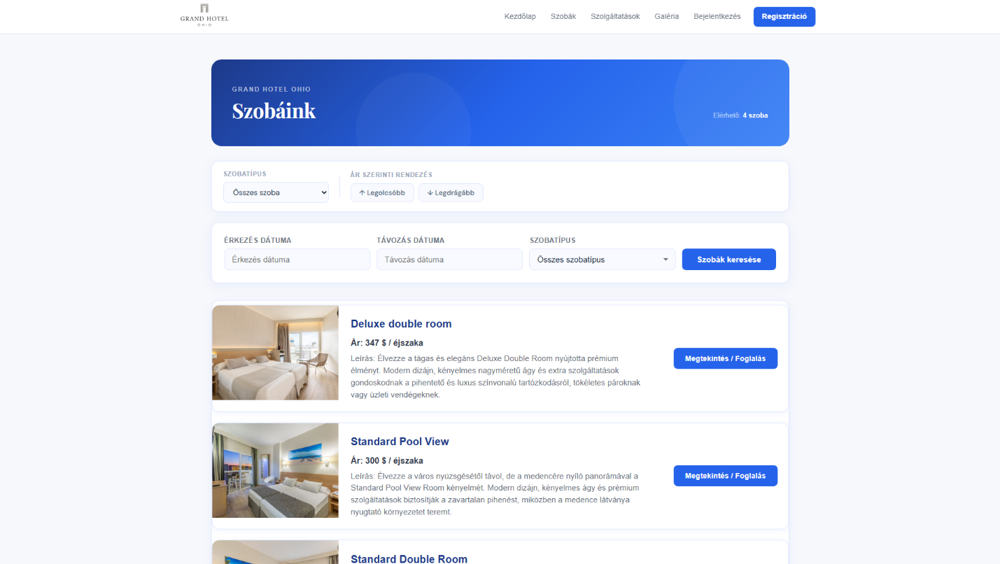 GRAND HOTEL
OHIO
Kezdőlap
Szobák
Szolgáltatások
Galéria
Bejelentkezés
Regisztráció
GRAND HOTEL OHIO
Szobáink
Elérhető: 4 szoba
SZOBATÍPUS
Összes szoba
ÁR SZERINTI RENDEZÉS
↑ Legolcsóbb
↓ Legdrágább
ÉRKEZÉS DÁTUMA
Érkezés dátuma
TÁVOZÁS DÁTUMA
Távozás dátuma
SZOBATÍPUS
Összes szobatípus
Szobák keresése
Deluxe double room
Ár: 347 $ / éjszaka
Leírás: Élvezze a tágas és elegáns Deluxe Double Room nyújtotta prémium
élményt. Modern dizájn, kényelmes nagyméretű ágy és extra szolgáltatások
gondoskodnak a pihentető és luxus színvonalú tartózkodásról, tökéletes pároknak
vagy üzleti vendégeknek.
Megtekintés / Foglalás
Standard Pool View
Ár: 300 $ / éjszaka
Leírás: Élvezze a város nyüzsgésétől távol, de a medencére nyíló panorámával a
Standard Pool View Room kényelmét. Modern dizájn, kényelmes ágy és prémium
szolgáltatások biztosítják a zavartalan pihenést, miközben a medence látványa
nyugtató környezetet teremt.
Megtekintés / Foglalás
Standard Double Room